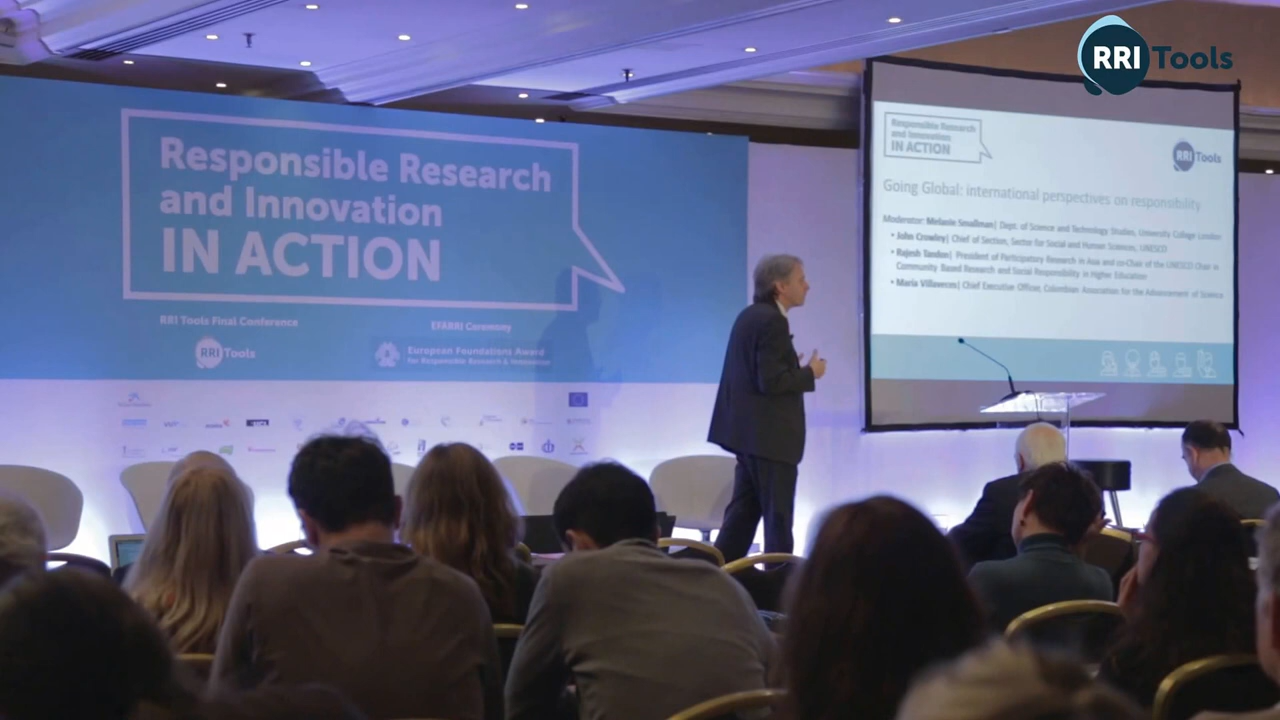 RRI Tools
Responsible Research
and Innovation
IN ACTION
RRI Tools Final Conference
EFARRI Ceremony
RRI Tools
European Foundations Award
For Responsible Research & Innovation
Responsible Research
and Innovation
IN ACTION
RRI Tools
Going Global: international perspectives on responsibility
Moderator: Melanie Smallman| Dept. of Science and Technology Studies, University College London
• John Crowley| Chief of Section, Sector for Social and Human Sciences, UNESCO
• Rajesh Tandon| President of Participatory Research in Asia and co-Chair of the UNESCO Chair in
Community Based Research and Social Responsibility in Higher Education
• María Villaveces| Chief Executive Officer, Colombian Association for the Advancement of Science